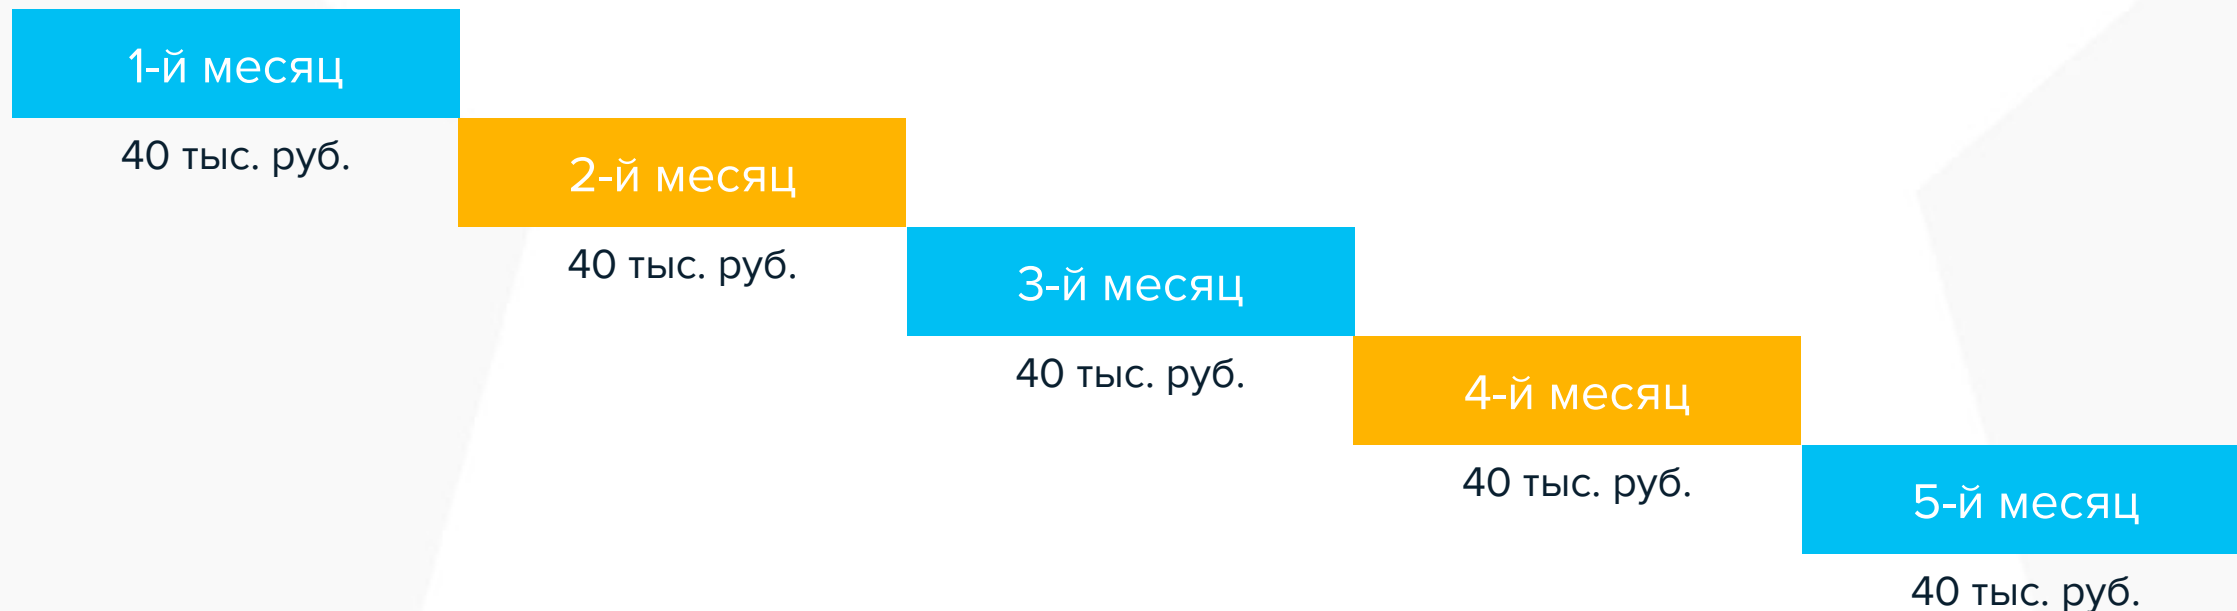 1-й месяц
40 тыс. руб.
2-й месяц
40 тыс. руб.
3-й месяц
40 тыс. руб.
4-й месяц
40 тыс. руб.
5-й месяц
40 тыс. руб.